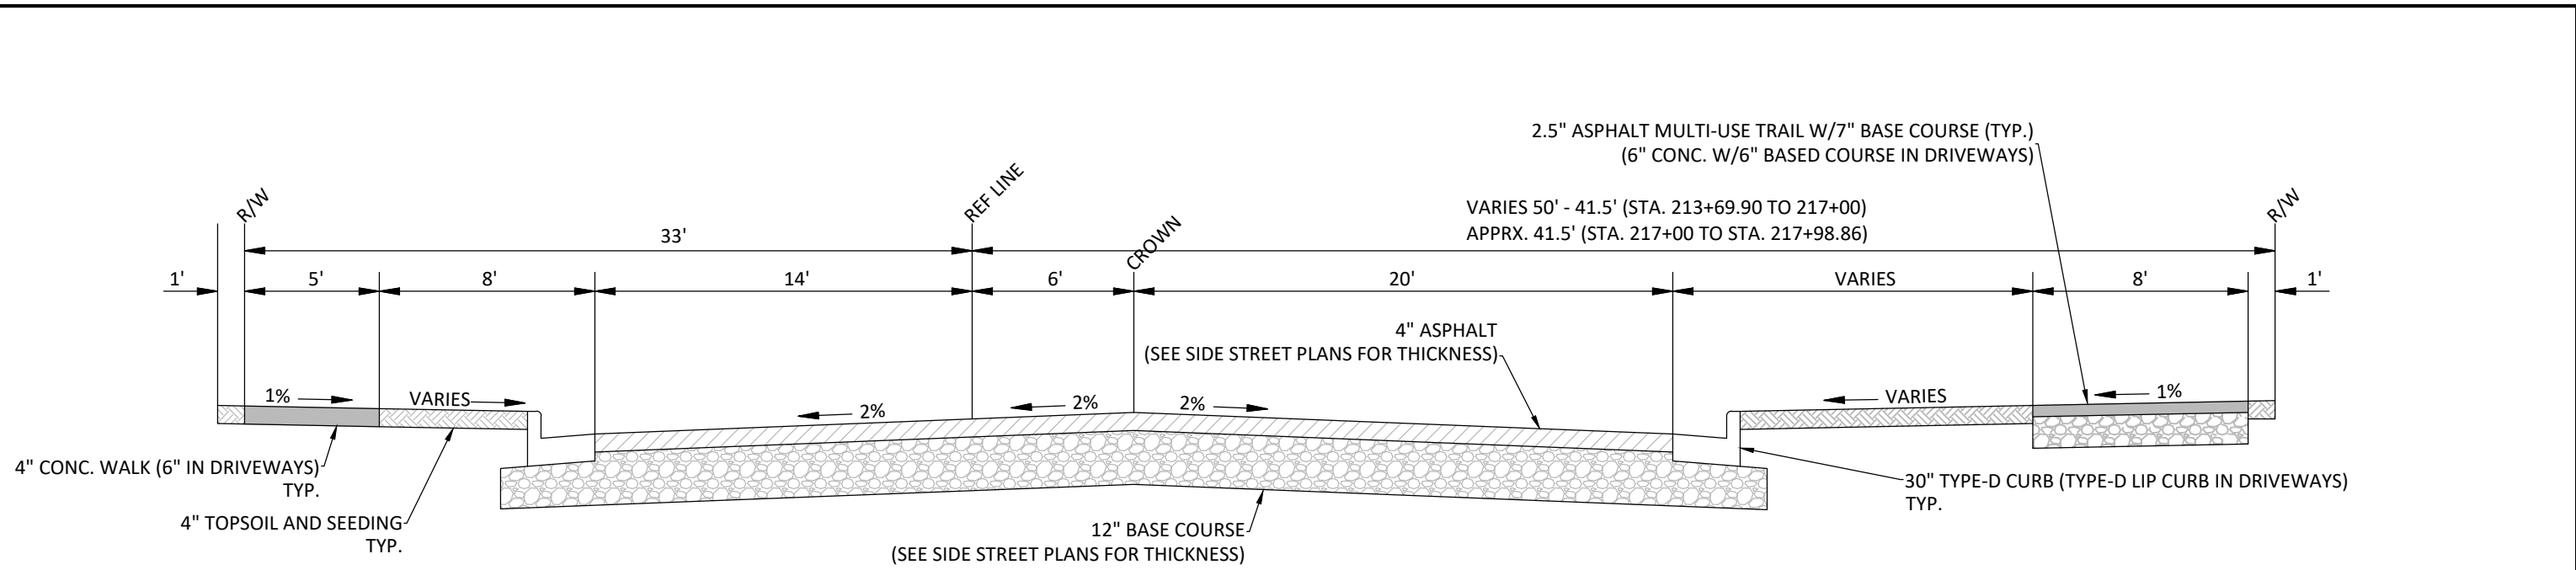 2.5" ASPHALT MULTI-USE TRAIL W/7" BASE COURSE (TYP.)
(6" CONC. W/6" BASED COURSE IN DRIVEWAYS)
R/W
REF LINE
CROWN
R/W
VARIES 50' - 41.5' (STA. 213+69.90 TO 217+00)
APPRX. 41.5' (STA. 217+00 TO STA. 217+98.86)
33'
1'
5'
8'
14'
6'
20'
VARIES
8'
1'
4" ASPHALT
(SEE SIDE STREET PLANS FOR THICKNESS)
1%
VARIES
2%
2%
2%
VARIES
1%
4" CONC. WALK (6" IN DRIVEWAYS)
TYP.
4" TOPSOIL AND SEEDING
TYP.
12" BASE COURSE
(SEE SIDE STREET PLANS FOR THICKNESS)
30" TYPE-D CURB (TYPE-D LIP CURB IN DRIVEWAYS)
TYP.